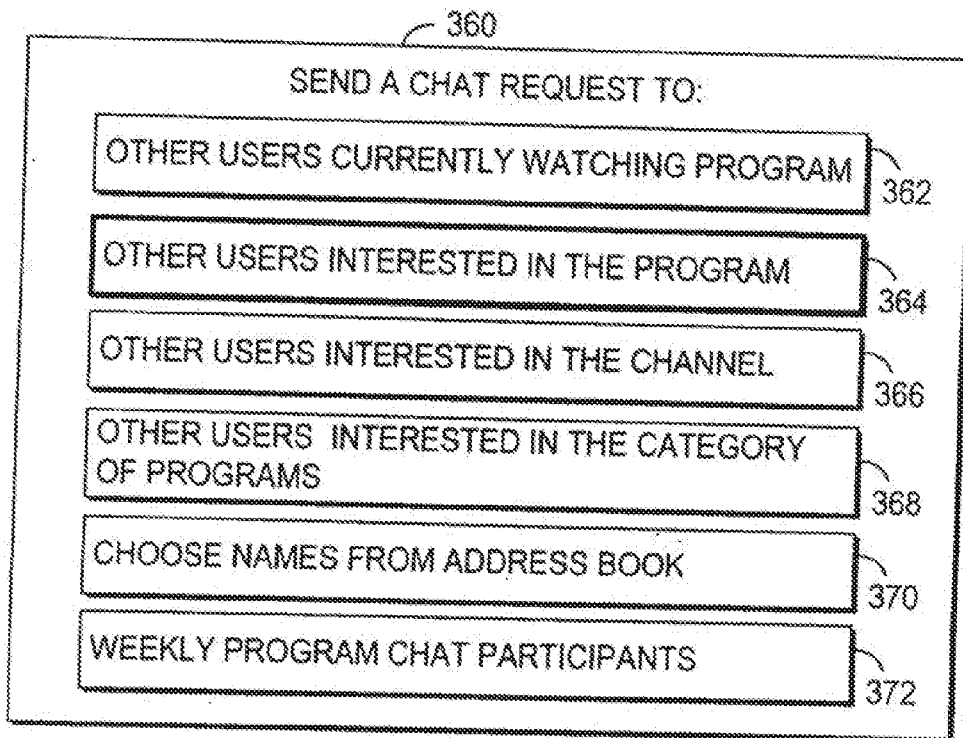 360
SEND A CHAT REQUEST TO:
OTHER USERS CURRENTLY WATCHING PROGRAM
362
OTHER USERS INTERESTED IN THE PROGRAM
364
OTHER USERS INTERESTED IN THE CHANNEL
366
OTHER USERS INTERESTED IN THE CATEGORY
OF PROGRAMS
368
CHOOSE NAMES FROM ADDRESS BOOK
370
WEEKLY PROGRAM CHAT PARTICIPANTS
372